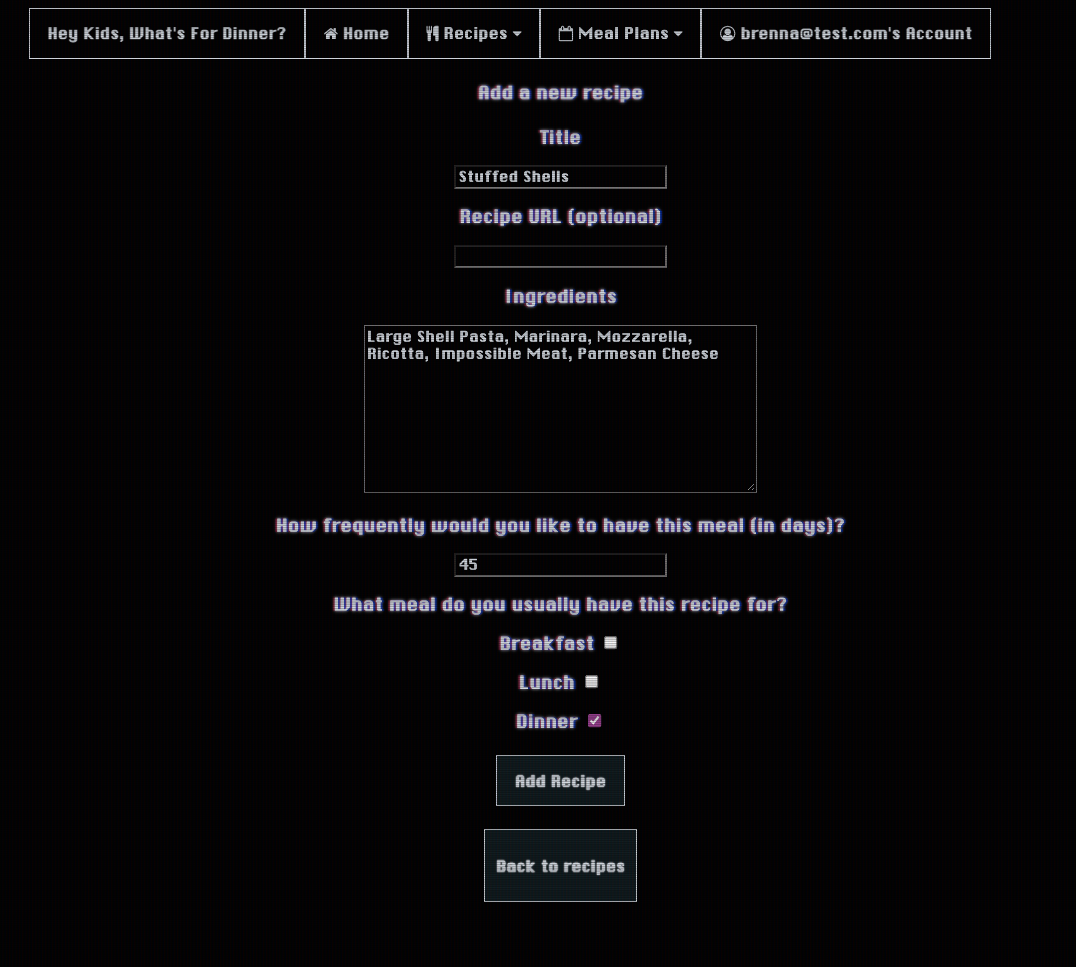 Hey Kids, What's For Dinner? Home Recipes Meal Plans brenna@test.com's Account
Add a new recipe
Title
Stuffed Shells
Recipe URL (optional)
Ingredients
Large Shell Pasta, Marinara, Mozzarella,
Ricotta, Impossible Meat, Parmesan Cheese
How frequently would you like to have this meal (in days)?
45
What meal do you usually have this recipe for?
Breakfast
Lunch
Dinner
Add Recipe
Back to recipes